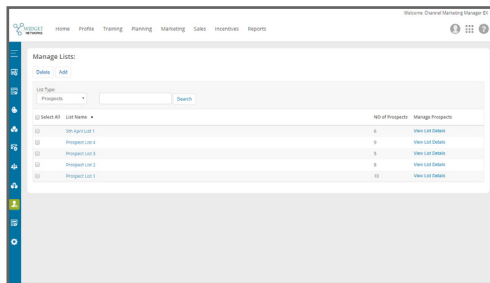 Welcome: Channel Marketing Manager BX
WIDGET NETWORKS
Home Profile Training Planning Marketing Sales Incentives Reports
Manage Lists:
Delete Add
List Type
Prospects
Search
Select All List Name NO of Prospects Manage Prospects
5th April List 1 6 View List Details
Prospect List 4 View List Details
Prospect List 3 View List Details
Prospect List 2 View List Details
Prospect List 1 10 View List Details